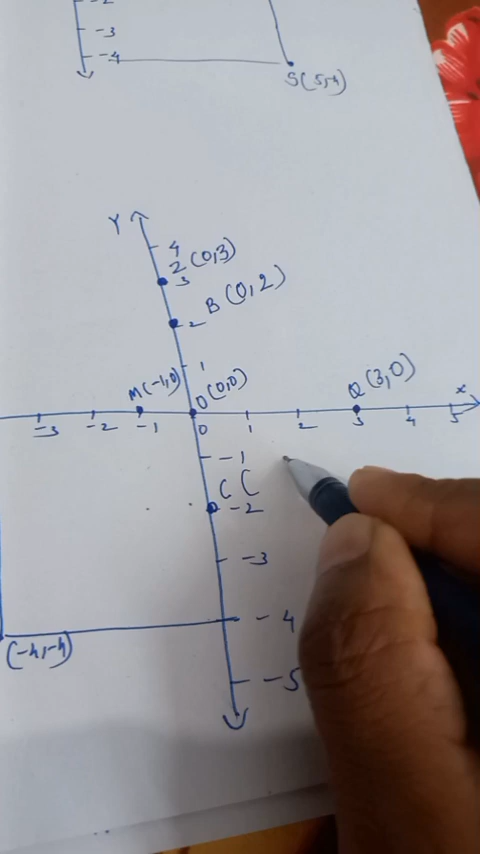 -2
-3
-4
S(5,-4)
Y
4
Z (0,3)
3
B (0,2)
2
1
M(-1,0)
O(0,0)
Q (3,0)
x
-3 -2 -1 0 1 2 3 4 5
-1
C (
-2
-3
-4
(-4,-4)
-5